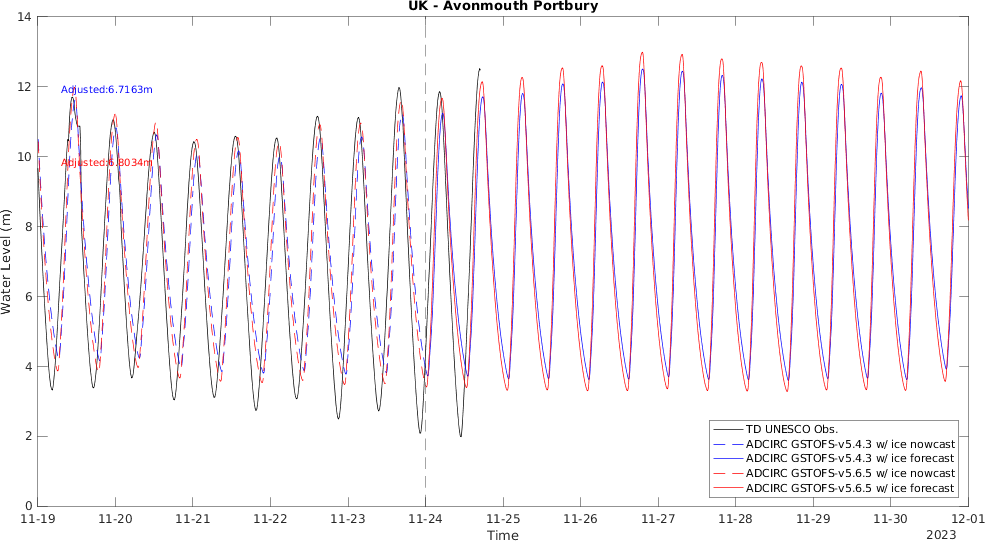 UK - Avonmouth Portbury
14
12
10
8
6
4
2
0
Water Level (m)
Adjusted:6.7163m
Adjusted:6.8034m
TD UNESCO Obs.
ADCIRC GSTOFS-v5.4.3 w/ ice nowcast
ADCIRC GSTOFS-v5.4.3 w/ ice forecast
ADCIRC GSTOFS-v5.6.5 w/ ice nowcast
ADCIRC GSTOFS-v5.6.5 w/ ice forecast
11-19 11-20 11-21 11-22 11-23 11-24 11-25 11-26 11-27 11-28 11-29 11-30 12-01
Time
2023